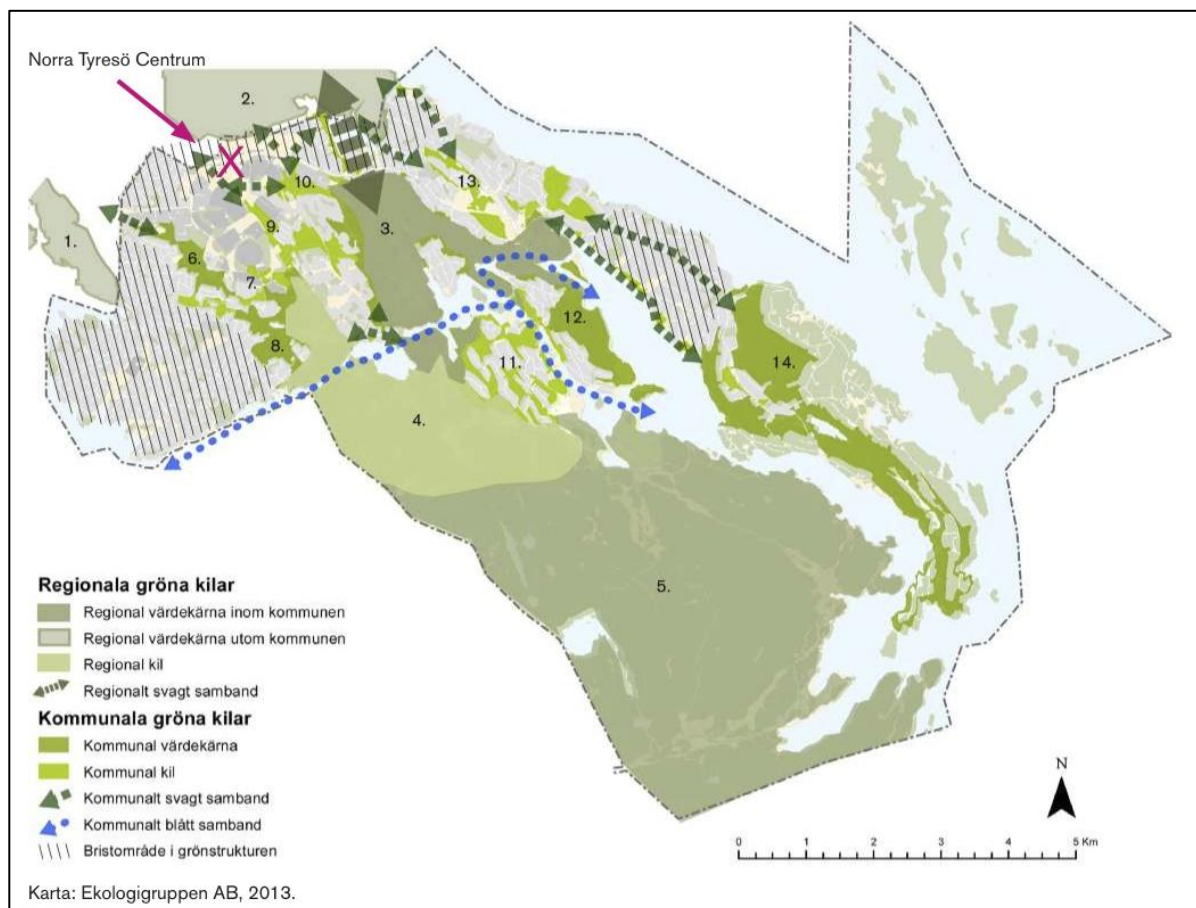 Norra Tyresö Centrum
X
1.
2.
3.
4.
5.
6.
7.
8.
9.
10.
11.
12.
13.
14.
Regionala gröna kilar
Regional värdekärna inom kommunen
Regional värdekärna utom kommunen
Regional kil
Regionalt svagt samband
Kommunala gröna kilar
Kommunal värdekärna
Kommunal kil
Kommunalt svagt samband
Kommunalt blått samband
Bristområde i grönstrukturen
N
0 1 2 3 4 5 Km
Karta: Ekologigruppen AB, 2013.